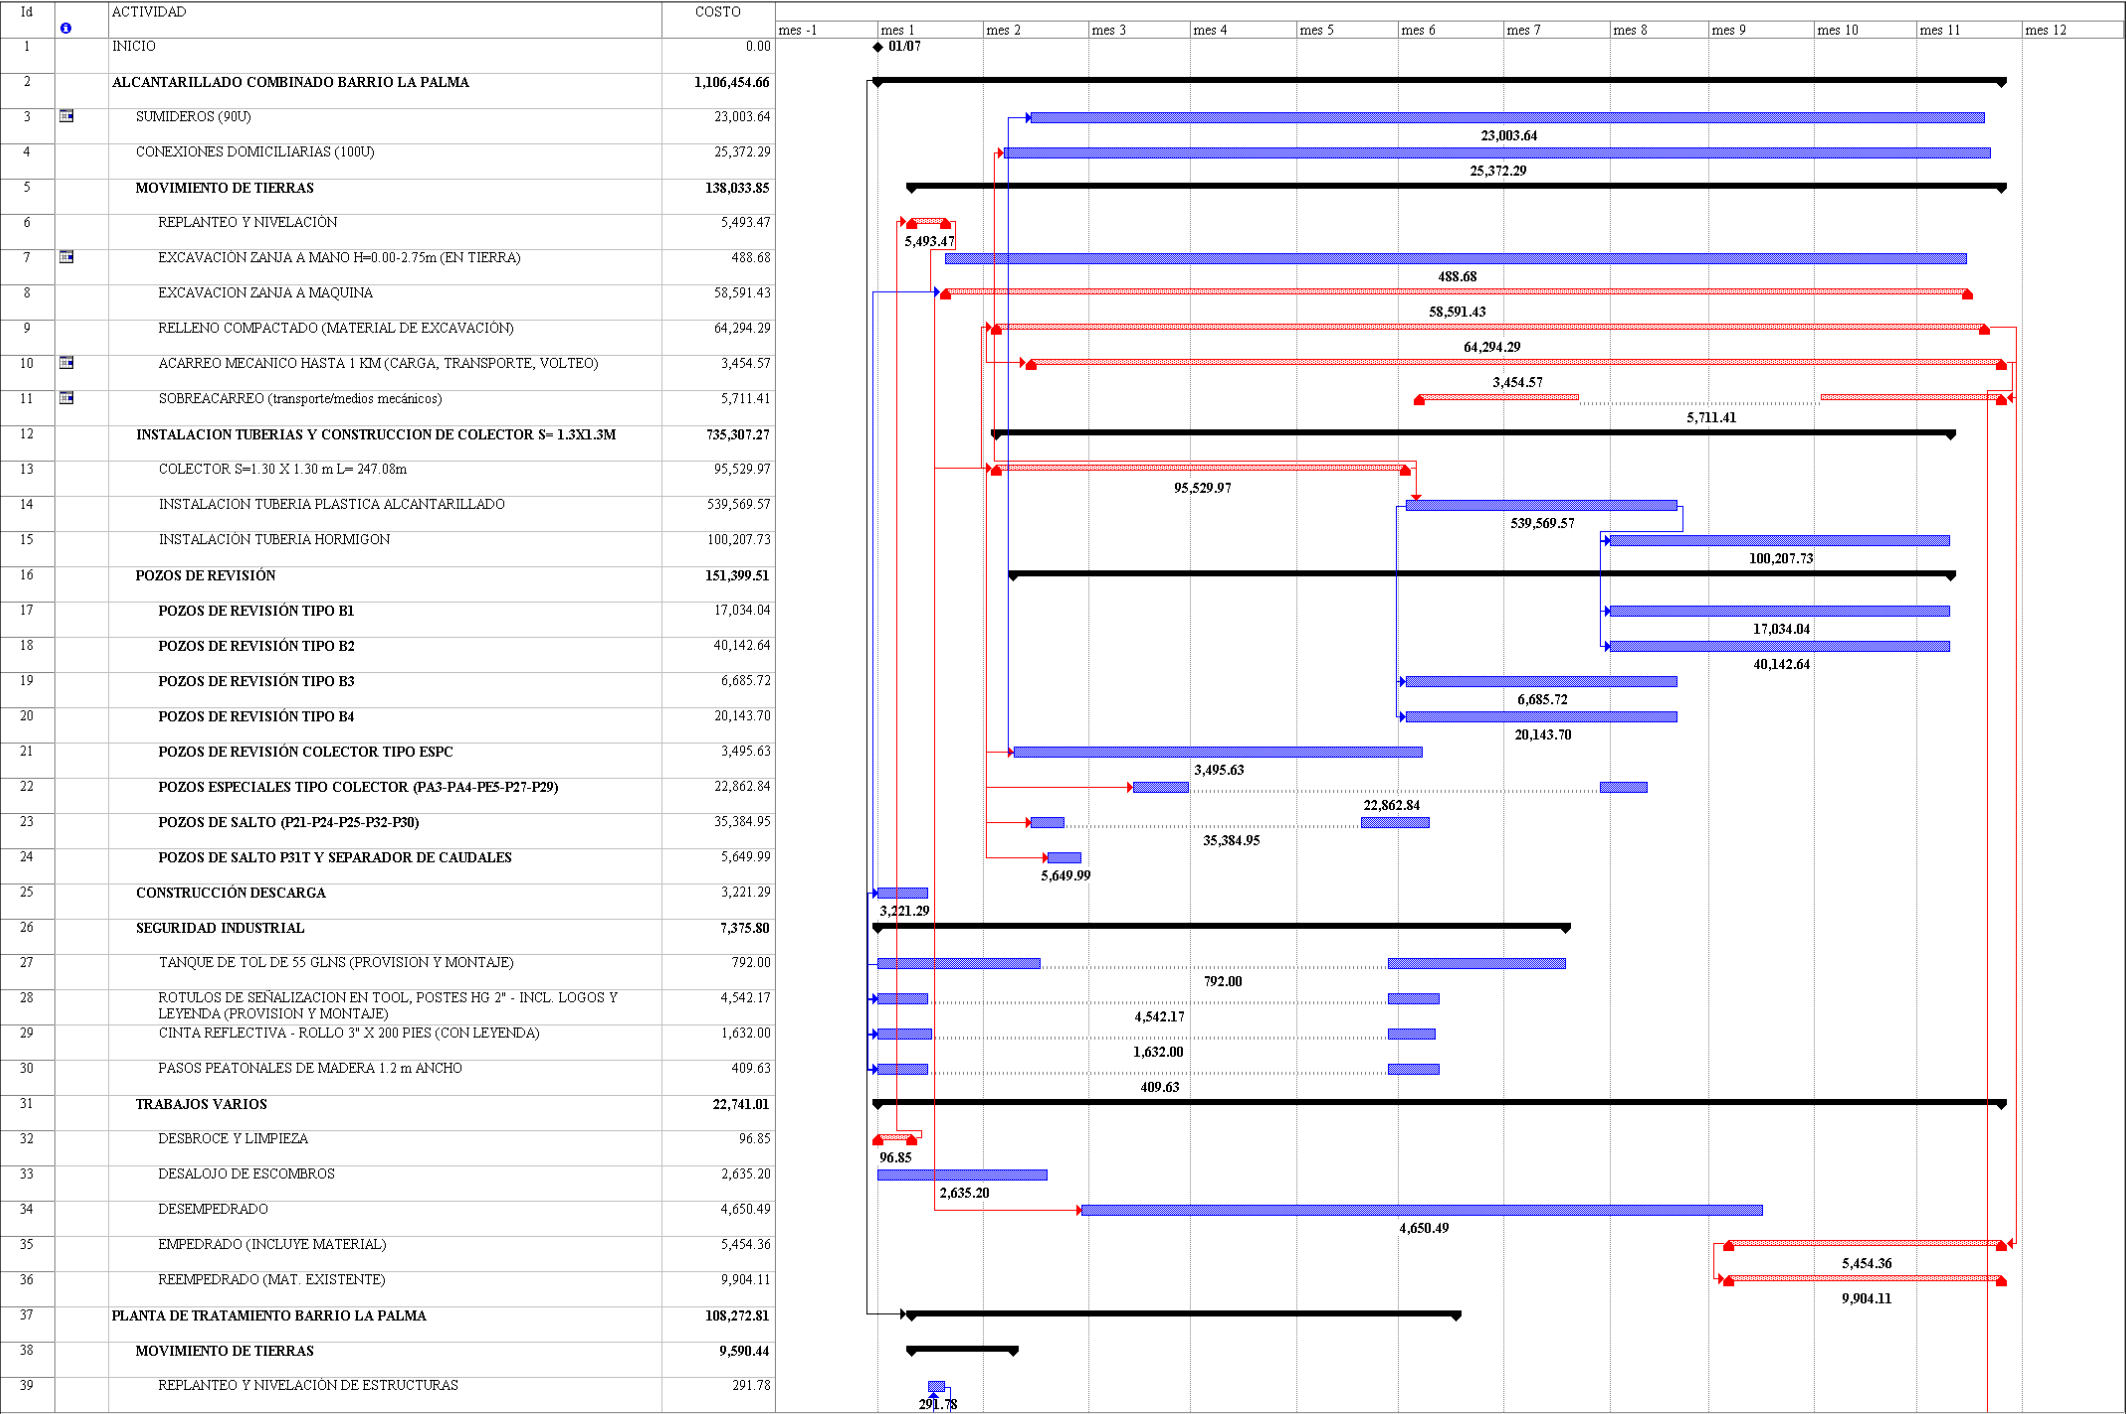 Id ACTIVIDAD COSTO
mes -1 mes 1 mes 2 mes 3 mes 4 mes 5 mes 6 mes 7 mes 8 mes 9 mes 10 mes 11 mes 12
1 INICIO 0.00 01/07
2 ALCANTARILLADO COMBINADO BARRIO LA PALMA 1,106,454.66
3 SUMIDEROS (90U) 23,003.64
23,003.64
4 CONEXIONES DOMICILIARIAS (100U) 25,372.29
25,372.29
5 MOVIMIENTO DE TIERRAS 138,033.85
6 REPLANTEO Y NIVELACIÓN 5,493.47
5,493.47
7 EXCAVACIÓN ZANJA A MANO H=0.00-2.75m (EN TIERRA) 488.68
488.68
8 EXCAVACION ZANJA A MAQUINA 58,591.43
58,591.43
9 RELLENO COMPACTADO (MATERIAL DE EXCAVACIÓN) 64,294.29
64,294.29
10 ACARREO MECANICO HASTA 1 KM (CARGA, TRANSPORTE, VOLTEO) 3,454.57
3,454.57
11 SOBREACARREO (transporte/medios mecánicos) 5,711.41
5,711.41
12 INSTALACION TUBERIAS Y CONSTRUCCION DE COLECTOR S= 1.3X1.3M 735,307.27
13 COLECTOR S=1.30 X 1.30 m L= 247.08m 95,529.97
95,529.97
14 INSTALACION TUBERIA PLASTICA ALCANTARILLADO 539,569.57
539,569.57
15 INSTALACIÓN TUBERIA HORMIGON 100,207.73
100,207.73
16 POZOS DE REVISIÓN 151,399.51
17 POZOS DE REVISIÓN TIPO B1 17,034.04
17,034.04
18 POZOS DE REVISIÓN TIPO B2 40,142.64
40,142.64
19 POZOS DE REVISIÓN TIPO B3 6,685.72
6,685.72
20 POZOS DE REVISIÓN TIPO B4 20,143.70
20,143.70
21 POZOS DE REVISIÓN COLECTOR TIPO ESPC 3,495.63
3,495.63
22 POZOS ESPECIALES TIPO COLECTOR (PA3-PA4-PE5-P27-P29) 22,862.84
22,862.84
23 POZOS DE SALTO (P21-P24-P25-P32-P30) 35,384.95
35,384.95
24 POZOS DE SALTO P31T Y SEPARADOR DE CAUDALES 5,649.99
5,649.99
25 CONSTRUCCIÓN DESCARGA 3,221.29
3,221.29
26 SEGURIDAD INDUSTRIAL 7,375.80
27 TANQUE DE TOL DE 55 GLNS (PROVISION Y MONTAJE) 792.00
792.00
28 ROTULOS DE SEÑALIZACION EN TOOL, POSTES HG 2" - INCL. LOGOS Y 4,542.17
LEYENDA (PROVISION Y MONTAJE)
4,542.17
29 CINTA REFLECTIVA - ROLLO 3" X 200 PIES (CON LEYENDA) 1,632.00
1,632.00
30 PASOS PEATONALES DE MADERA 1.2 m ANCHO 409.63
409.63
31 TRABAJOS VARIOS 22,741.01
32 DESBROCE Y LIMPIEZA 96.85
96.85
33 DESALOJO DE ESCOMBROS 2,635.20
2,635.20
34 DESEMPEDRADO 4,650.49
4,650.49
35 EMPEDRADO (INCLUYE MATERIAL) 5,454.36
5,454.36
36 REEMPEDRADO (MAT. EXISTENTE) 9,904.11
9,904.11
37 PLANTA DE TRATAMIENTO BARRIO LA PALMA 108,272.81
38 MOVIMIENTO DE TIERRAS 9,590.44
39 REPLANTEO Y NIVELACIÓN DE ESTRUCTURAS 291.78
291.78